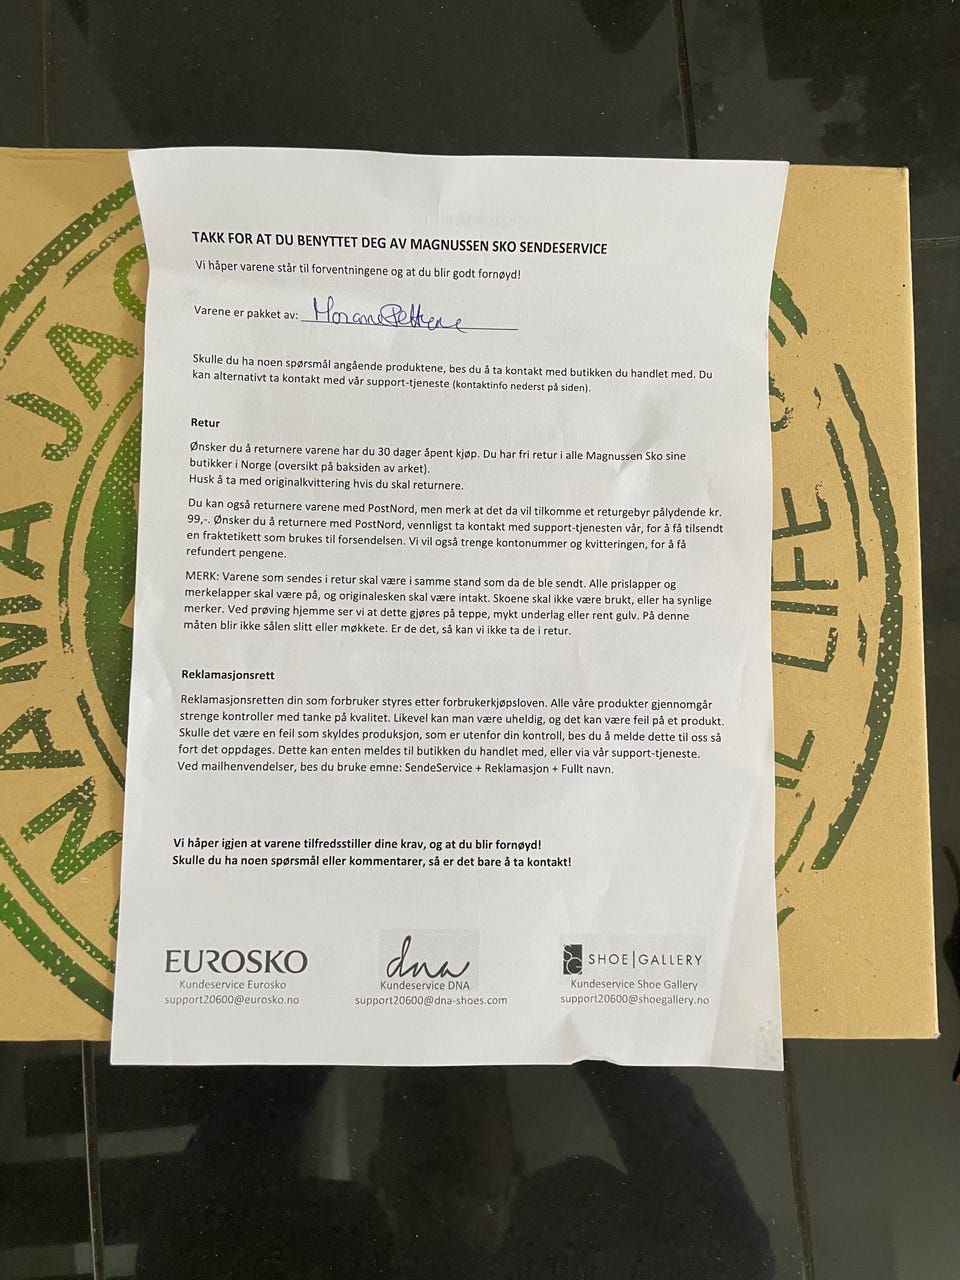 TAKK FOR AT DU BENYTTET DEG AV MAGNUSSEN SKO SENDESERVICE
Vi håper varene står til forventningene og at du blir godt fornøyd!
Varene er pakket av:
Skulle du ha noen spørsmål angående produktene, bes du å ta kontakt med butikken du handlet med. Du
kan alternativt ta kontakt med vår support-tjeneste (kontaktinfo nederst på siden).
Retur
Ønsker du å returnere varene har du 30 dager åpent kjøp. Du har fri retur i alle Magnussen Sko sine
butikker i Norge (oversikt på baksiden av arket).
Husk å ta med originalkvittering hvis du skal returnere.
Du kan også returnere varene med PostNord, men merk at det da vil tilkomme et returgebyr pålydende kr.
99,-. Ønsker du å returnere med PostNord, vennligst ta kontakt med support-tjenesten vår, for å få tilsendt
en fraktetikett som brukes til forsendelsen. Vi vil også trenge kontonummer og kvitteringen, for å få
refundert pengene.
MERK: Varene som sendes i retur skal være i samme stand som da de ble sendt. Alle prislapper og
merkelapper skal være på, og originalesken skal være intakt. Skoene skal ikke være brukt, eller ha synlige
merker. Ved prøving hjemme ser vi at dette gjøres på teppe, mykt underlag eller rent gulv. På denne
måten blir ikke sålen slitt eller møkkete. Er de det, så kan vi ikke ta de i retur.
Reklamasjonsrett
Reklamasjonsretten din som forbruker styres etter forbrukerkjøpsloven. Alle våre produkter gjennomgår
strenge kontroller med tanke på kvalitet. Likevel kan man være uheldig, og det kan være feil på et produkt.
Skulle det være en feil som skyldes produksjon, som er utenfor din kontroll, bes du å melde dette til oss så
fort det oppdages. Dette kan enten meldes til butikken du handlet med, eller via vår support-tjeneste.
Ved mailhenvendelser, bes du bruke emne: SendeService + Reklamasjon + Fullt navn.
Vi håper igjen at varene tilfredsstiller dine krav, og at du blir fornøyd!
Skulle du ha noen spørsmål eller kommentarer, så er det bare å ta kontakt!
EUROSKO
Kundeservice Eurosko
support20600@eurosko.no
dna
Kundeservice DNA
support20600@dna-shoes.com
SG SHOE|GALLERY
Kundeservice Shoe Gallery
support20600@shoegallery.no
MAPMA JAC
LIFE